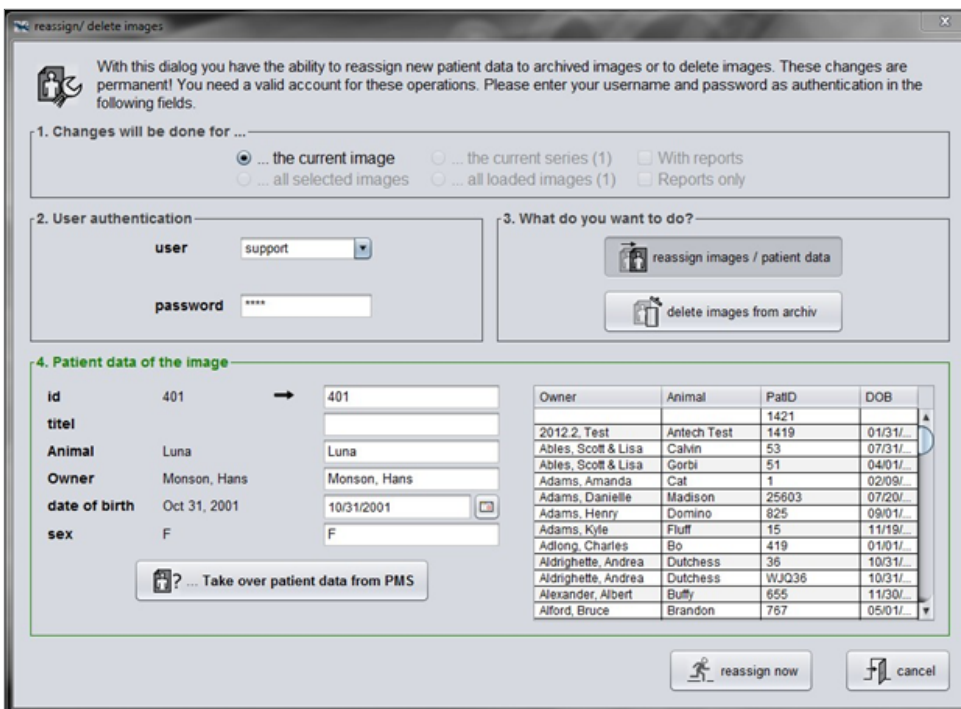 reassign/ delete images
x
With this dialog you have the ability to reassign new patient data to archived images or to delete images. These changes are
permanent! You need a valid account for these operations. Please enter your username and password as authentication in the
following fields.
1. Changes will be done for ...
... the current image ... the current series (1) With reports
... all selected images ... all loaded images (1) Reports only
2. User authentication
user support
password ****
3. What do you want to do?
reassign images / patient data
delete images from archiv
4. Patient data of the image
id 401 → 401
titel
Animal Luna Luna
Owner Monson, Hans Monson, Hans
date of birth Oct 31, 2001 10/31/2001
sex F F
? ... Take over patient data from PMS
Owner Animal PatID DOB
1421
2012.2, Test Antech Test 1419 01/31/...
Ables, Scott & Lisa Calvin 53 07/31/...
Ables, Scott & Lisa Gorbi 51 04/01/...
Adams, Amanda Cat 1 02/09/...
Adams, Danielle Madison 25603 07/20/...
Adams, Henry Domino 825 09/01/...
Adams, Kyle Fluff 15 11/19/...
Adlong, Charles Bo 419 01/01/...
Aldrighette, Andrea Dutchess 36 10/31/...
Aldrighette, Andrea Dutchess WJQ36 10/31/...
Alexander, Albert Buffy 655 11/30/...
Alford, Bruce Brandon 767 05/01/...
reassign now
cancel